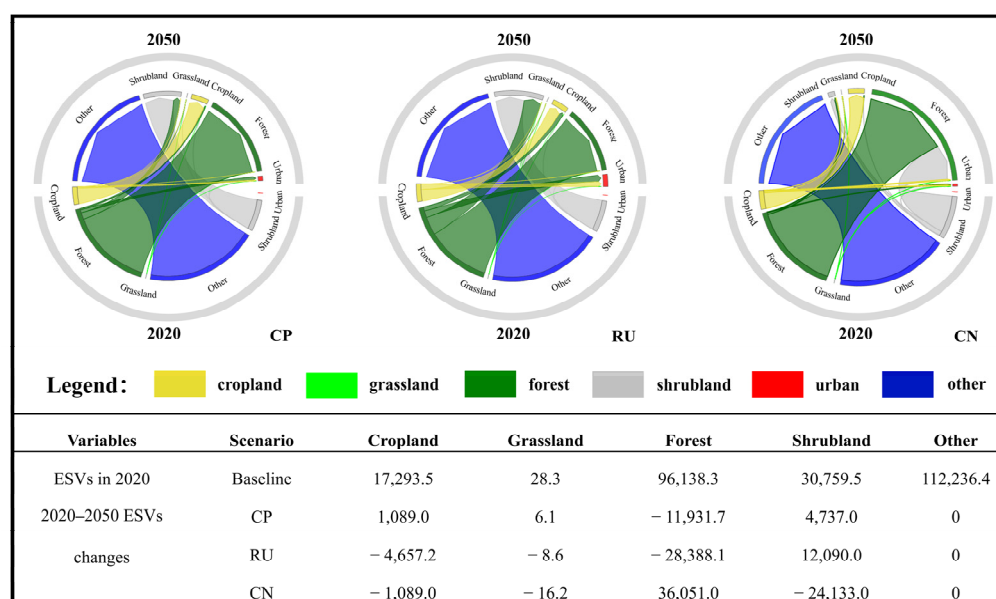 2050 2050 2050
Shrubland Grassland Cropland Forest Urban Urban Shrubland Other Grassland Forest Cropland Other
Shrubland Grassland Cropland Forest Urban Urban Shrubland Other Grassland Forest Cropland Other
Shrubland Grassland Cropland Forest Urban Urban Shrubland Other Grassland Forest Cropland Other
2020 CP 2020 RU 2020 CN
Legend: cropland grassland forest shrubland urban other
Variables Scenario Cropland Grassland Forest Shrubland Other
ESVs in 2020 Baseline 17,293.5 28.3 96,138.3 30,759.5 112,236.4
2020–2050 ESVs CP 1,089.0 6.1 − 11,931.7 4,737.0 0
changes RU − 4,657.2 − 8.6 − 28,388.1 12,090.0 0
CN − 1,089.0 − 16.2 36,051.0 − 24,133.0 0